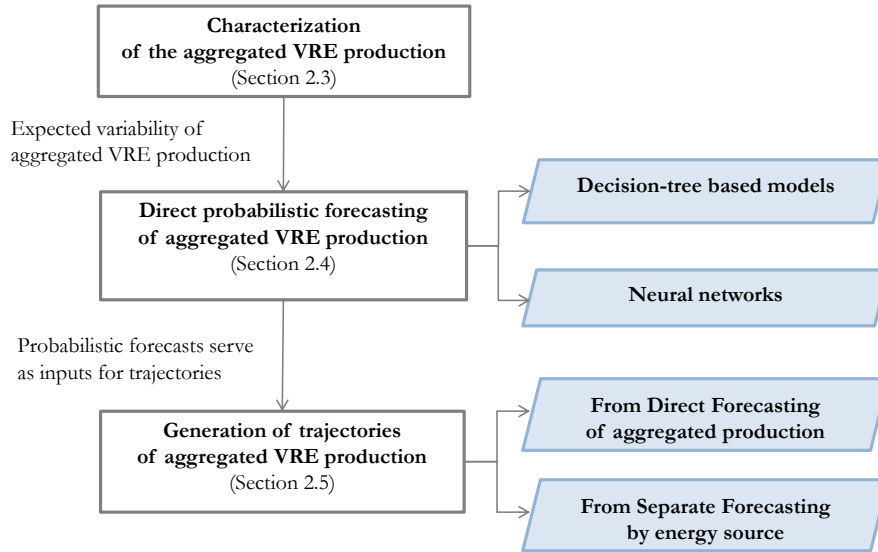 Characterization
of the aggregated VRE production
(Section 2.3)
Expected variability of
aggregated VRE production
Direct probabilistic forecasting
of aggregated VRE production
(Section 2.4)
Decision-tree based models
Neural networks
Probabilistic forecasts serve
as inputs for trajectories
Generation of trajectories
of aggregated VRE production
(Section 2.5)
From Direct Forecasting
of aggregated production
From Separate Forecasting
by energy source